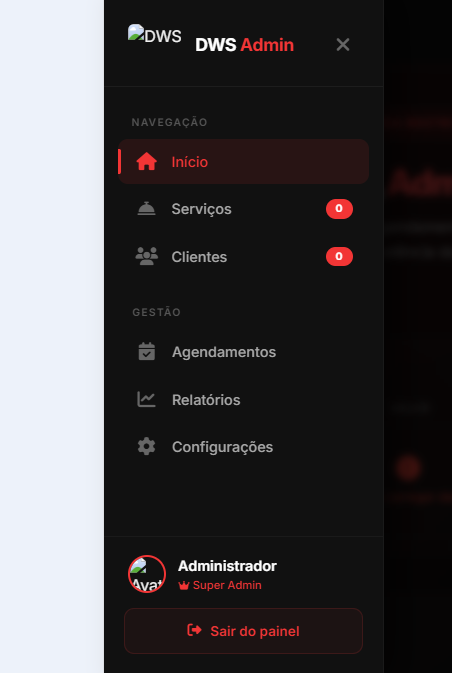 DWS
DWS Admin
NAVEGAÇÃO
Início
Serviços
0
Clientes
0
GESTÃO
Agendamentos
Relatórios
Configurações
Avat
Administrador
Super Admin
Sair do painel